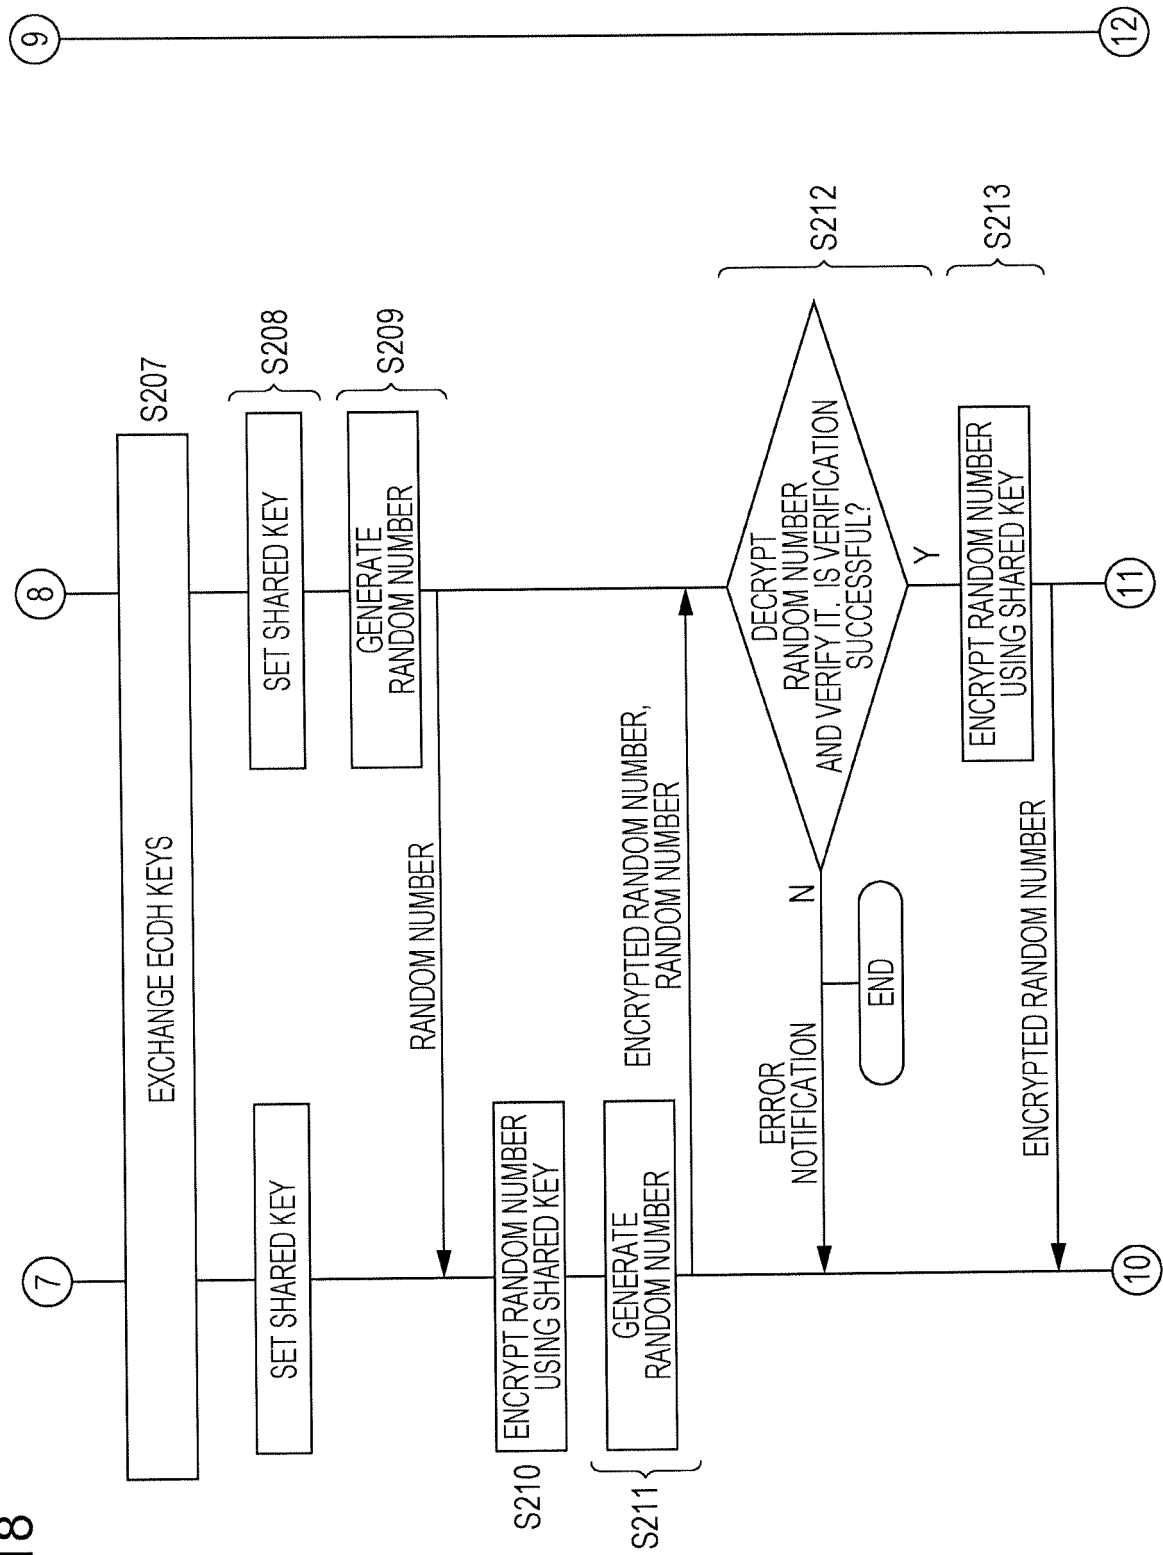 18
7
8
9
EXCHANGE ECDH KEYS
S207
SET SHARED KEY
SET SHARED KEY
S208
GENERATE
RANDOM NUMBER
S209
RANDOM NUMBER
S210
ENCRYPT RANDOM NUMBER
USING SHARED KEY
S211
GENERATE
RANDOM NUMBER
ENCRYPTED RANDOM NUMBER,
RANDOM NUMBER
DECRYPT
RANDOM NUMBER
AND VERIFY IT. IS VERIFICATION
SUCCESSFUL?
S212
N
ERROR
NOTIFICATION
END
Y
ENCRYPT RANDOM NUMBER
USING SHARED KEY
S213
ENCRYPTED RANDOM NUMBER
10
11
12